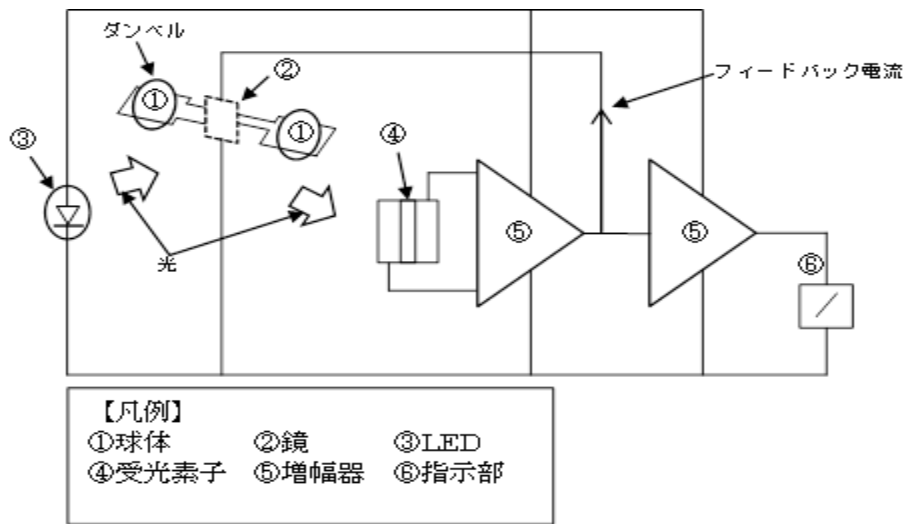 ダンベル
②
①
フィードバック電流
③
①
④
⑤
⑤
光
⑥
【凡例】
①球体 ②鏡 ③LED
④受光素子 ⑤増幅器 ⑥指示部